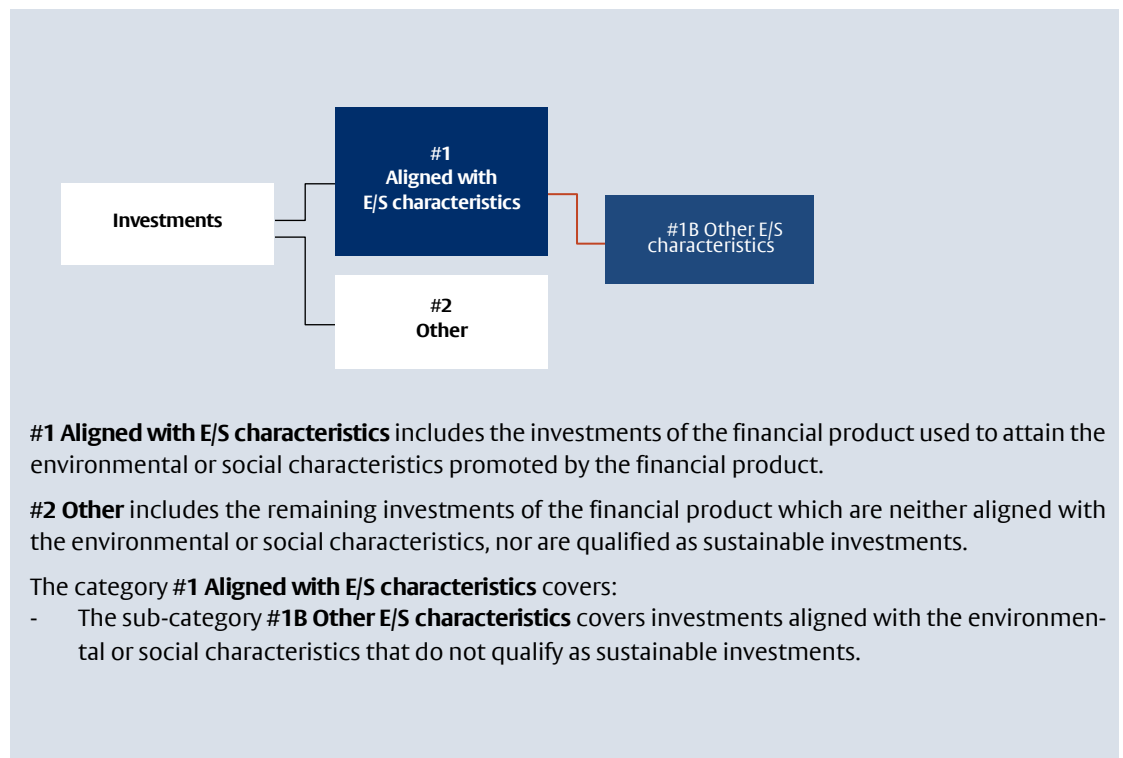 #1
Aligned with
E/S characteristics
Investments
#1B Other E/S
characteristics
#2
Other
#1 Aligned with E/S characteristics includes the investments of the financial product used to attain the
environmental or social characteristics promoted by the financial product.
#2 Other includes the remaining investments of the financial product which are neither aligned with
the environmental or social characteristics, nor are qualified as sustainable investments.
The category #1 Aligned with E/S characteristics covers:
- The sub-category #1B Other E/S characteristics covers investments aligned with the environmen-
tal or social characteristics that do not qualify as sustainable investments.